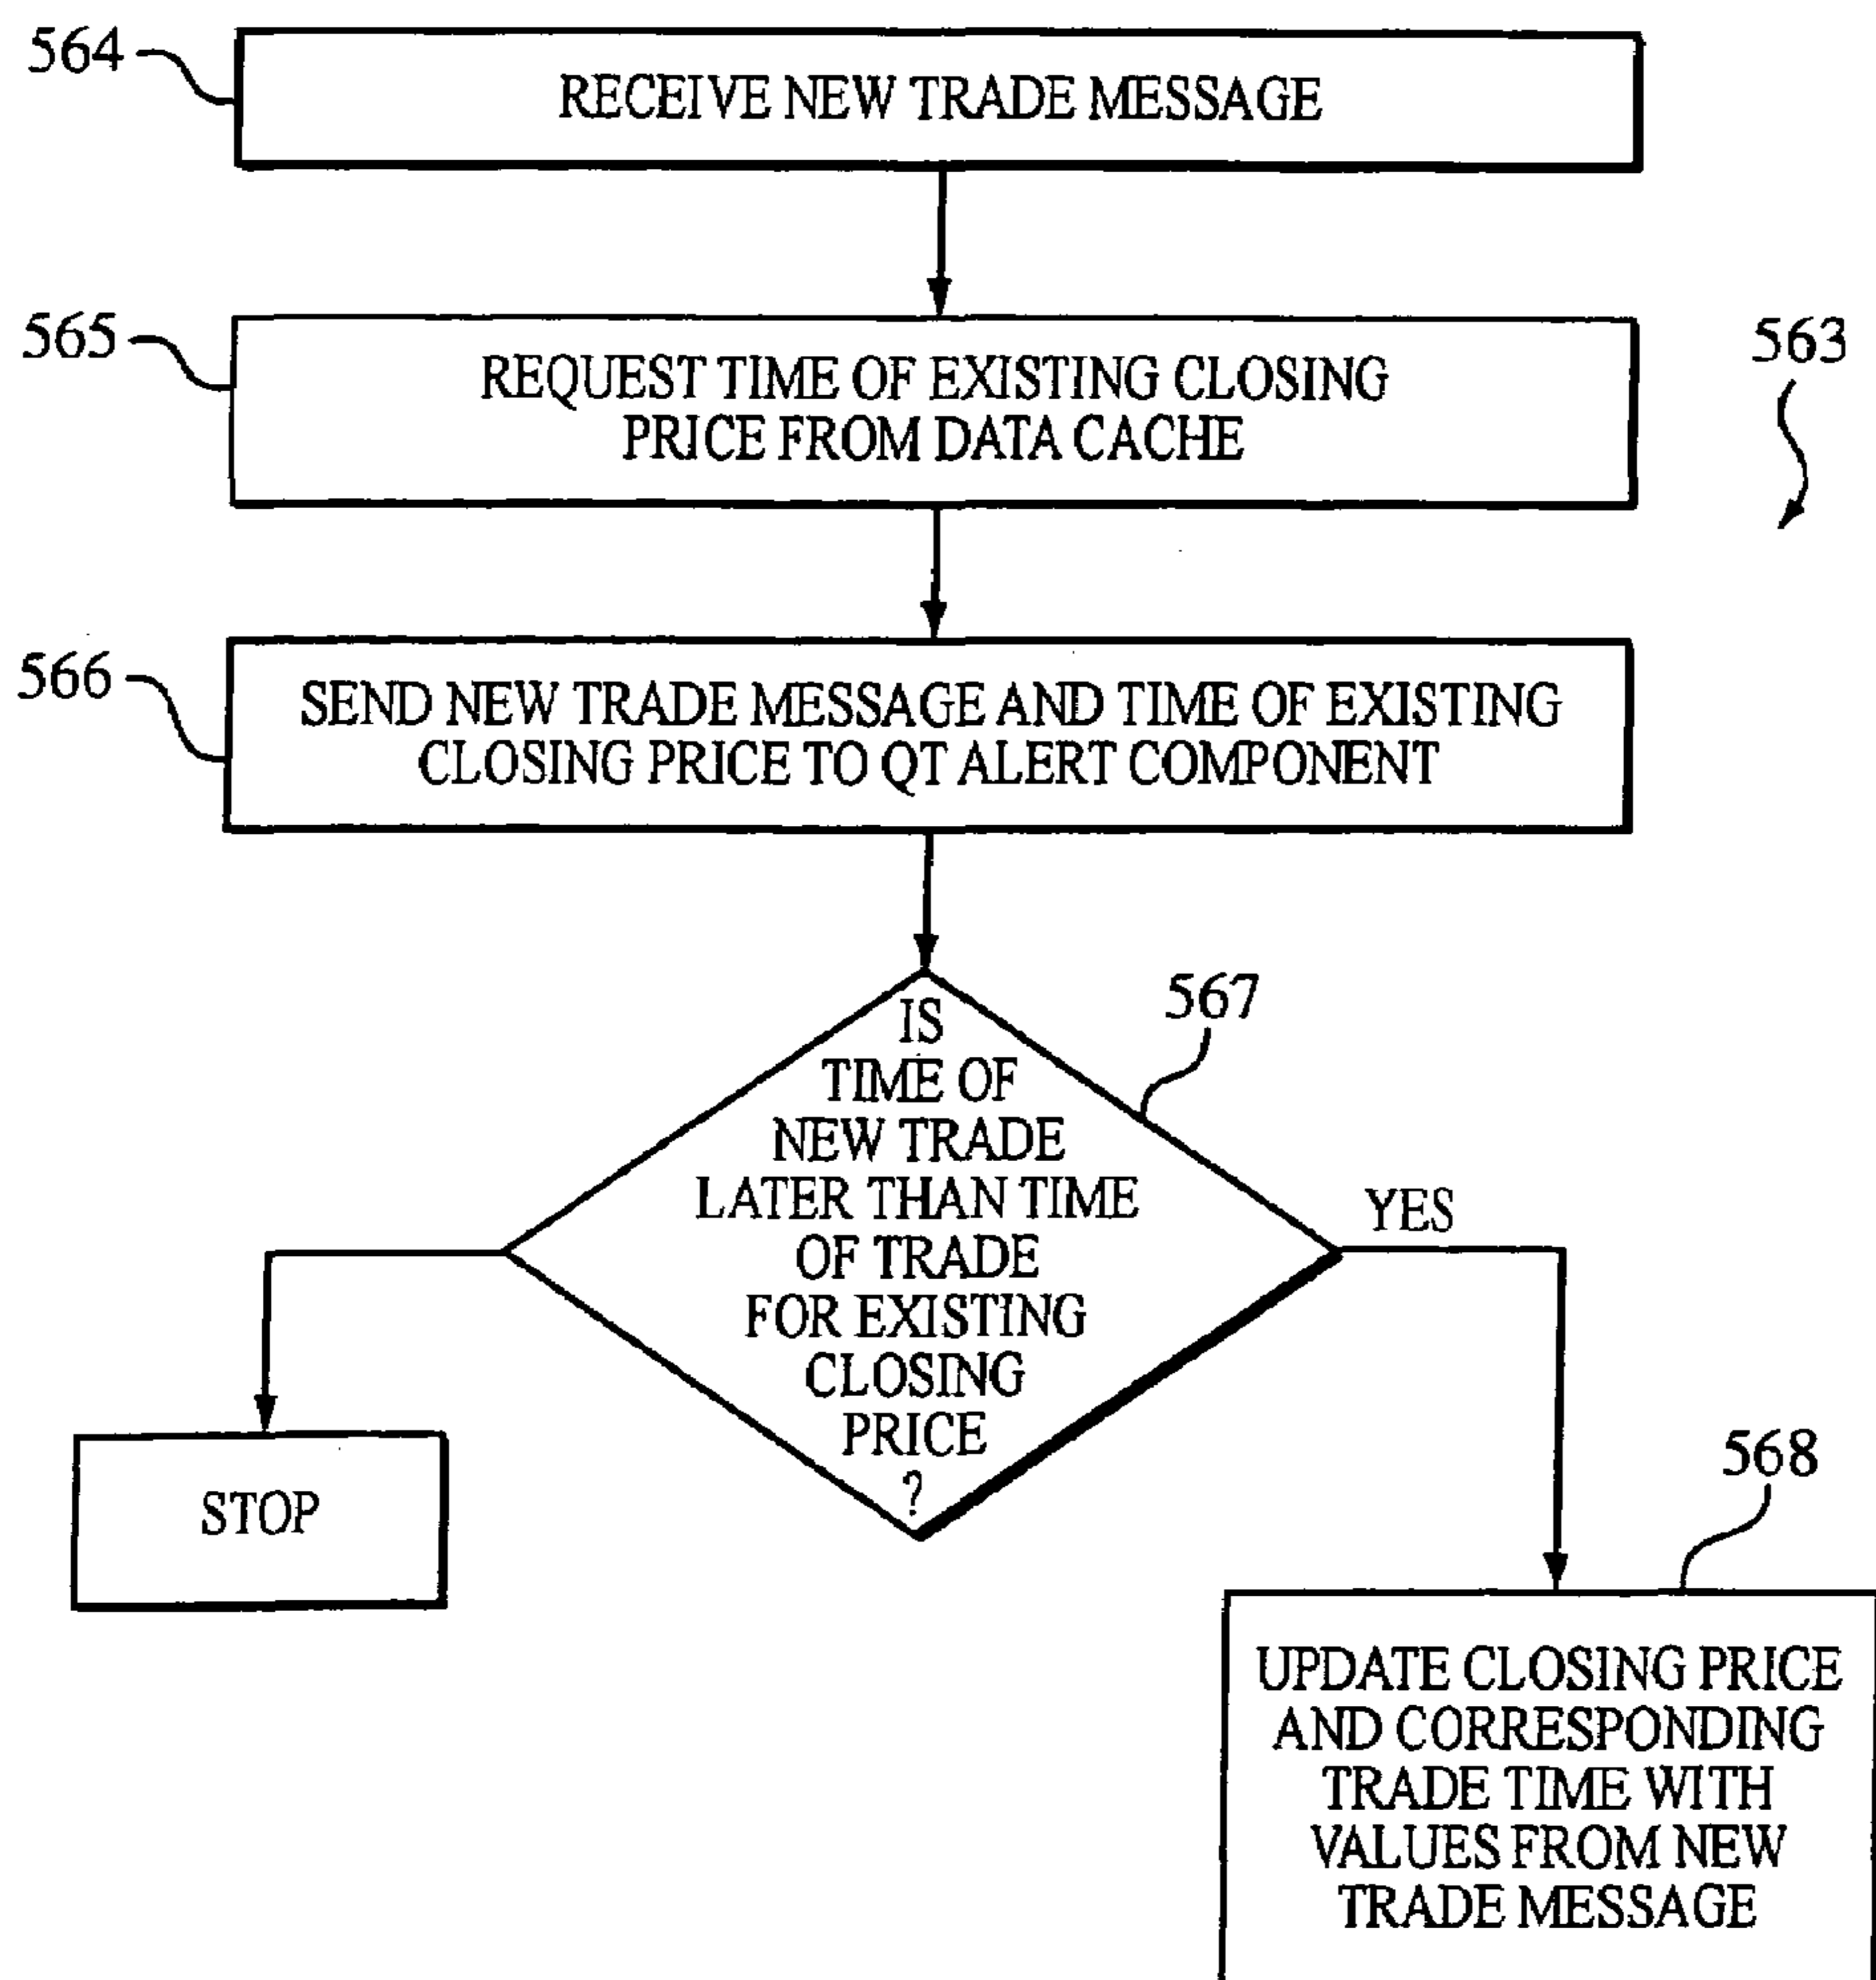 564
RECEIVE NEW TRADE MESSAGE
565
REQUEST TIME OF EXISTING CLOSING
PRICE FROM DATA CACHE
563
566
SEND NEW TRADE MESSAGE AND TIME OF EXISTING
CLOSING PRICE TO QT ALERT COMPONENT
567
IS
TIME OF
NEW TRADE
LATER THAN TIME
OF TRADE
FOR EXISTING
CLOSING
PRICE
?
YES
STOP
568
UPDATE CLOSING PRICE
AND CORRESPONDING
TRADE TIME WITH
VALUES FROM NEW
TRADE MESSAGE